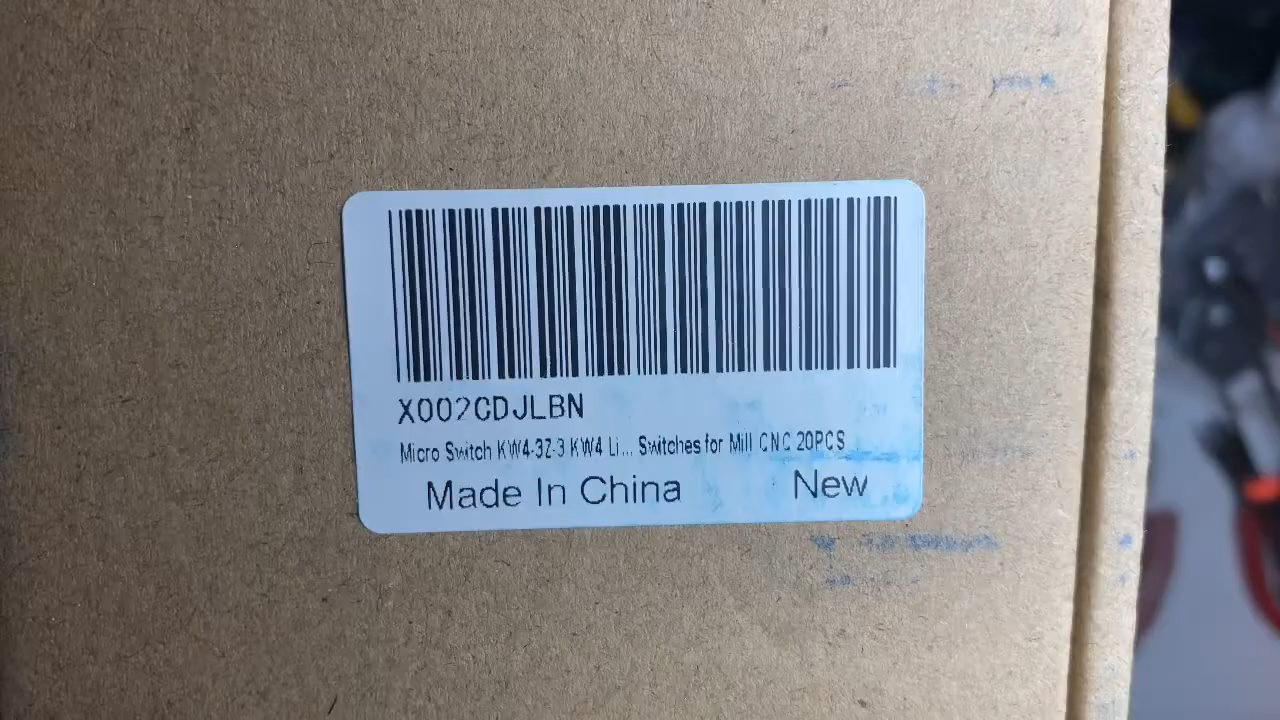 X002CDJLBN
Micro Switch KW4-3Z-3 KW4 Li... Switches for Mill CNC 20PCS
Made In China New